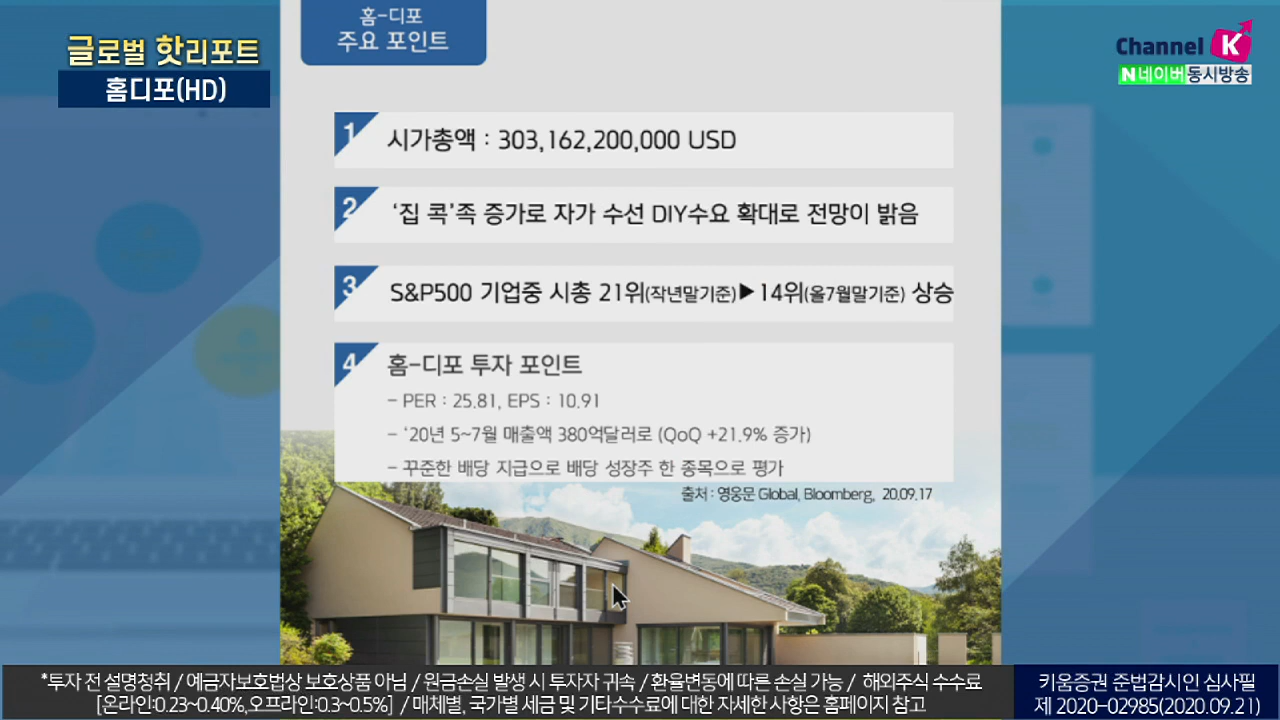 글로벌 핫리포트
홈디포(HD)
홈-디포
주요 포인트
Channel K
N 네이버 동시방송
1 시가총액 : 303,162,200,000 USD
2 '집 콕'족 증가로 자가 수선 DIY수요 확대로 전망이 밝음
3 S&P500 기업중 시총 21위(작년말기준)▶14위(올7월말기준) 상승
4 홈-디포 투자 포인트
- PER : 25.81, EPS : 10.91
- '20년 5~7월 매출액 380억달러로 (QoQ +21.9% 증가)
- 꾸준한 배당 지급으로 배당 성장주 한 종목으로 평가
출처 : 영웅문 Global, Bloomberg, 20.09.17
*투자 전 설명청취 / 예금자보호법상 보호상품 아님 / 원금손실 발생 시 투자자 귀속 / 환율변동에 따른 손실 가능 / 해외주식 수수료
[온라인:0.23~0.40%,오프라인:0.3~0.5%] / 매체별, 국가별 세금 및 기타수수료에 대한 자세한 사항은 홈페이지 참고
키움증권 준법감시인 심사필
제 2020-02985(2020.09.21)